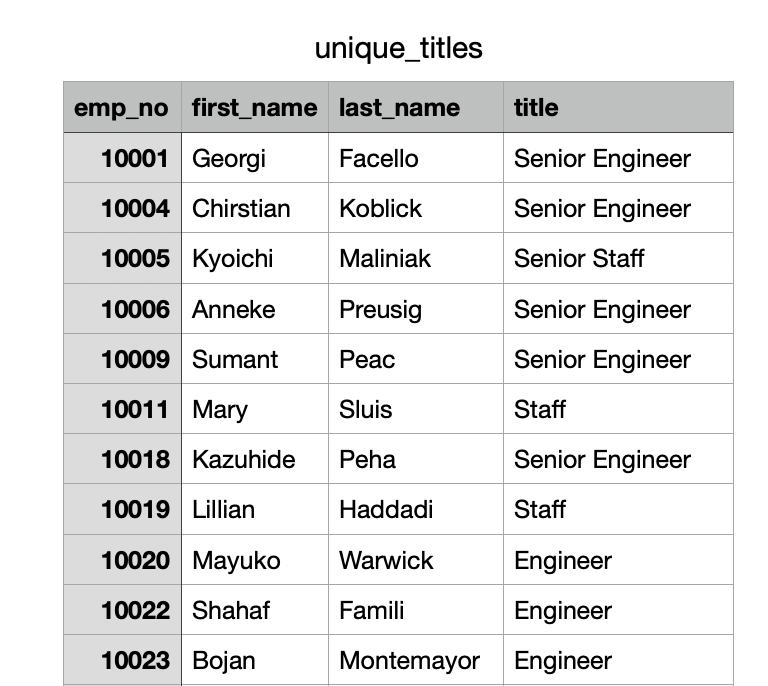 unique_titles
emp_no first_name last_name title
10001 Georgi Facello Senior Engineer
10004 Chirstian Koblick Senior Engineer
10005 Kyoichi Maliniak Senior Staff
10006 Anneke Preusig Senior Engineer
10009 Sumant Peac Senior Engineer
10011 Mary Sluis Staff
10018 Kazuhide Peha Senior Engineer
10019 Lillian Haddadi Staff
10020 Mayuko Warwick Engineer
10022 Shahaf Famili Engineer
10023 Bojan Montemayor Engineer